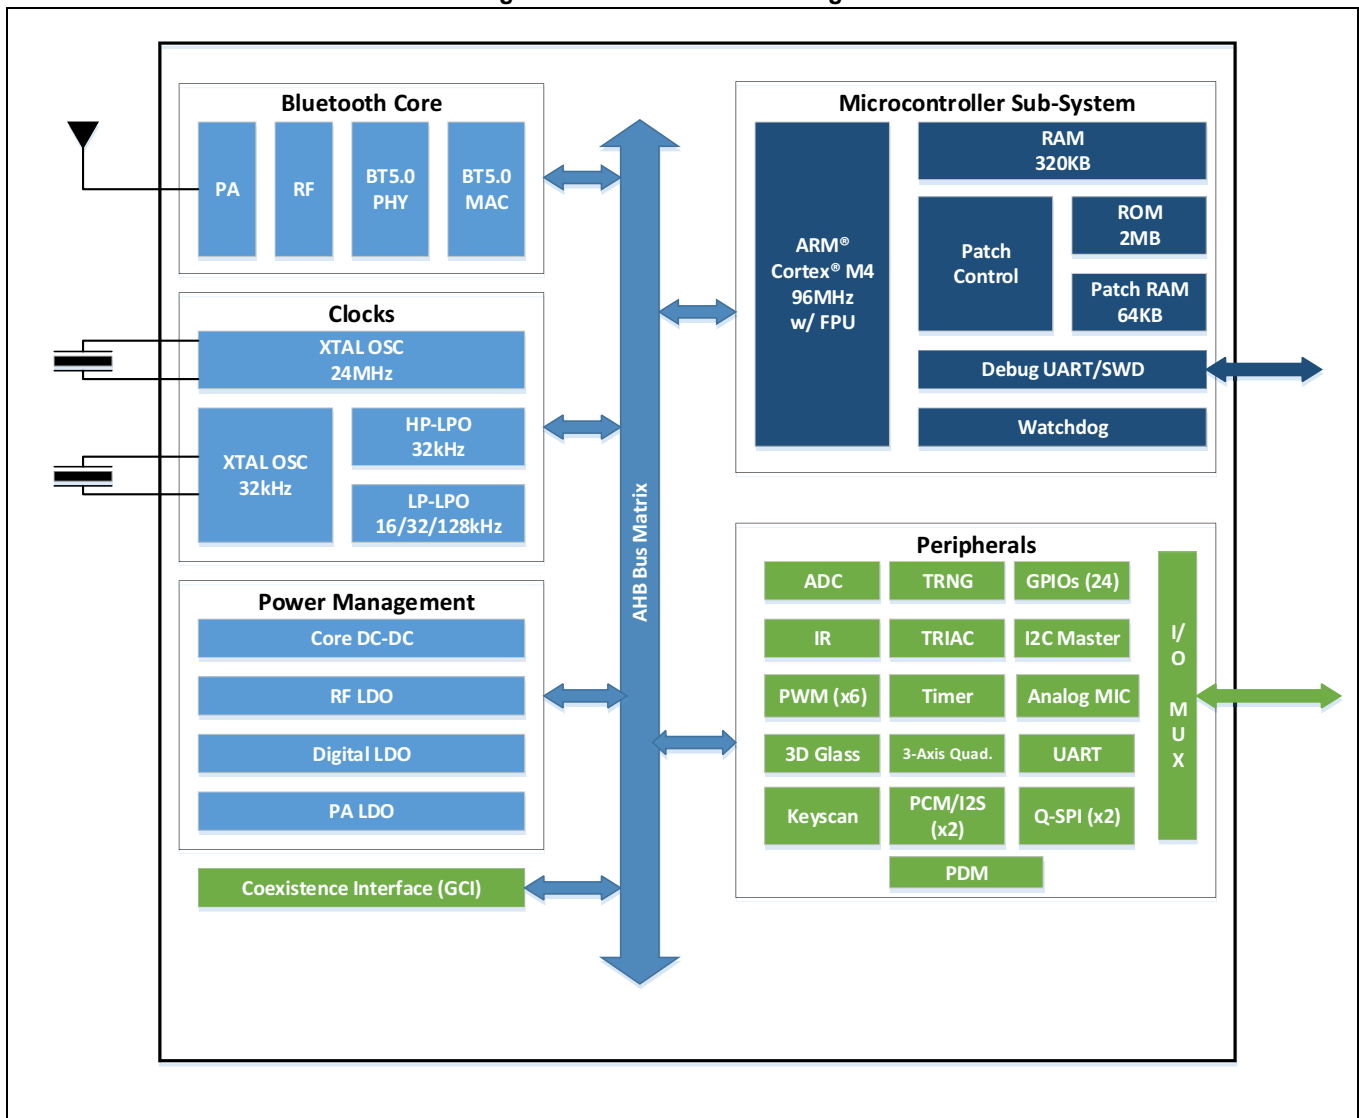 Bluetooth Core
PA
RF
BT5.0
PHY
BT5.0
MAC
Clocks
XTAL OSC
24MHz
XTAL OSC
32kHz
HP-LPO
32kHz
LP-LPO
16/32/128kHz
Power Management
Core DC-DC
RF LDO
Digital LDO
PA LDO
Coexistence Interface (GCI)
AHB Bus Matrix
Microcontroller Sub-System
ARM®
Cortex® M4
96MHz
w/ FPU
RAM
320KB
Patch
Control
ROM
2MB
Patch RAM
64KB
Debug UART/SWD
Watchdog
Peripherals
ADC
TRNG
GPIOs (24)
IR
TRIAC
I2C Master
PWM (x6)
Timer
Analog MIC
3D Glass
3-Axis Quad.
UART
Keyscan
PCM/I2S
(x2)
Q-SPI (x2)
PDM
I/
O
M
U
X